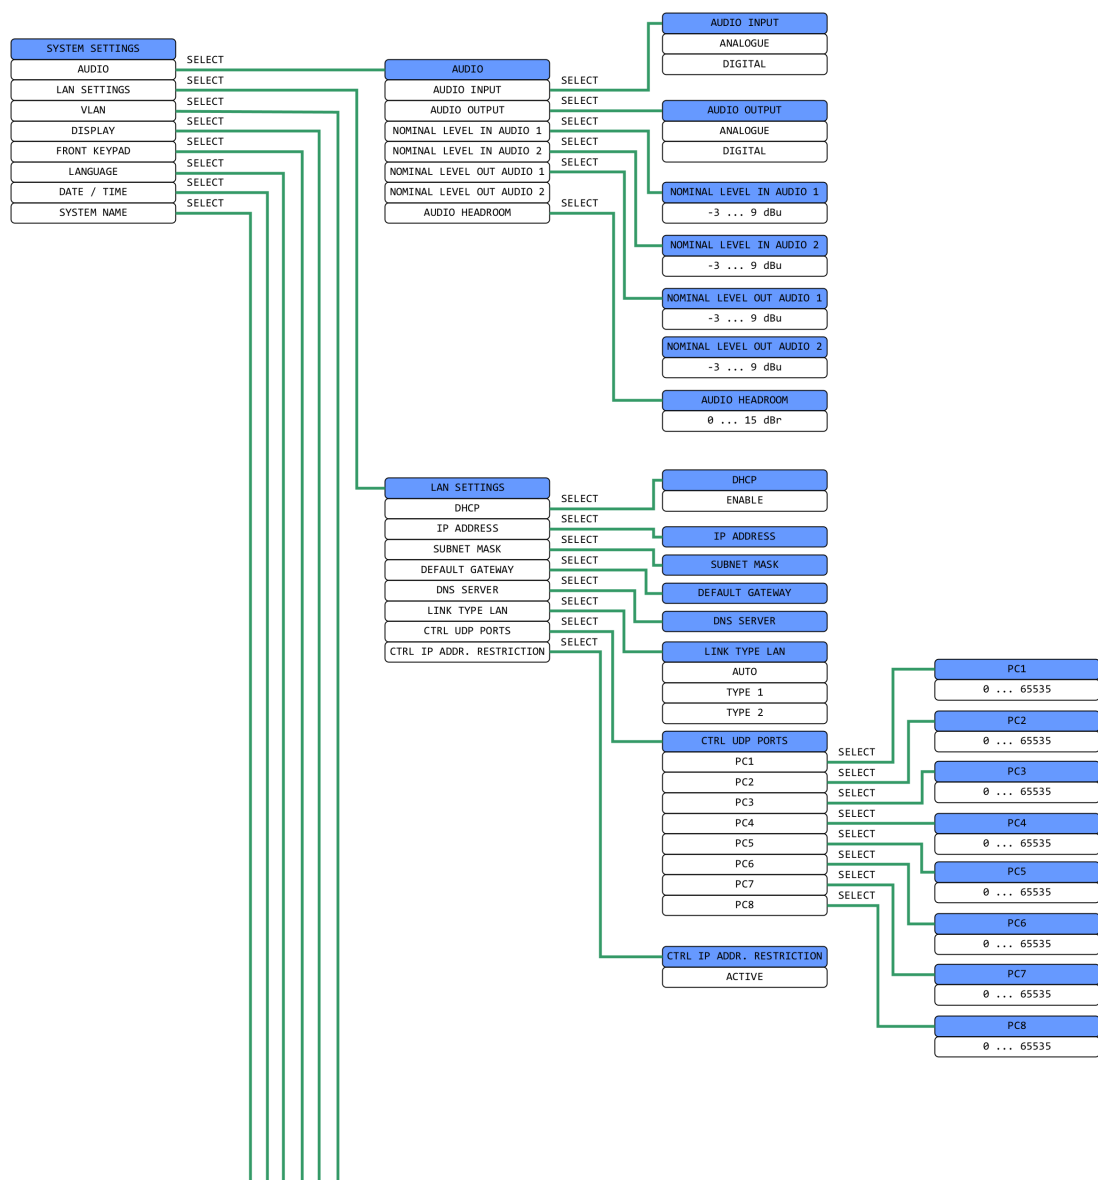 SYSTEM SETTINGS
AUDIO
LAN SETTINGS
VLAN
DISPLAY
FRONT KEYPAD
LANGUAGE
DATE / TIME
SYSTEM NAME
SELECT
SELECT
SELECT
SELECT
SELECT
SELECT
SELECT
SELECT
AUDIO
AUDIO INPUT
AUDIO OUTPUT
NOMINAL LEVEL IN AUDIO 1
NOMINAL LEVEL IN AUDIO 2
NOMINAL LEVEL OUT AUDIO 1
NOMINAL LEVEL OUT AUDIO 2
AUDIO HEADROOM
SELECT
SELECT
SELECT
SELECT
SELECT
SELECT
AUDIO INPUT
ANALOGUE
DIGITAL
AUDIO OUTPUT
ANALOGUE
DIGITAL
NOMINAL LEVEL IN AUDIO 1
-3 ... 9 dBu
NOMINAL LEVEL IN AUDIO 2
-3 ... 9 dBu
NOMINAL LEVEL OUT AUDIO 1
-3 ... 9 dBu
NOMINAL LEVEL OUT AUDIO 2
-3 ... 9 dBu
AUDIO HEADROOM
0 ... 15 dBr
LAN SETTINGS
DHCP
IP ADDRESS
SUBNET MASK
DEFAULT GATEWAY
DNS SERVER
LINK TYPE LAN
CTRL UDP PORTS
CTRL IP ADDR. RESTRICTION
SELECT
SELECT
SELECT
SELECT
SELECT
SELECT
SELECT
SELECT
DHCP
ENABLE
IP ADDRESS
SUBNET MASK
DEFAULT GATEWAY
DNS SERVER
LINK TYPE LAN
AUTO
TYPE 1
TYPE 2
CTRL UDP PORTS
PC1
PC2
PC3
PC4
PC5
PC6
PC7
PC8
SELECT
SELECT
SELECT
SELECT
SELECT
SELECT
SELECT
SELECT
CTRL IP ADDR. RESTRICTION
ACTIVE
PC1
0 ... 65535
PC2
0 ... 65535
PC3
0 ... 65535
PC4
0 ... 65535
PC5
0 ... 65535
PC6
0 ... 65535
PC7
0 ... 65535
PC8
0 ... 65535